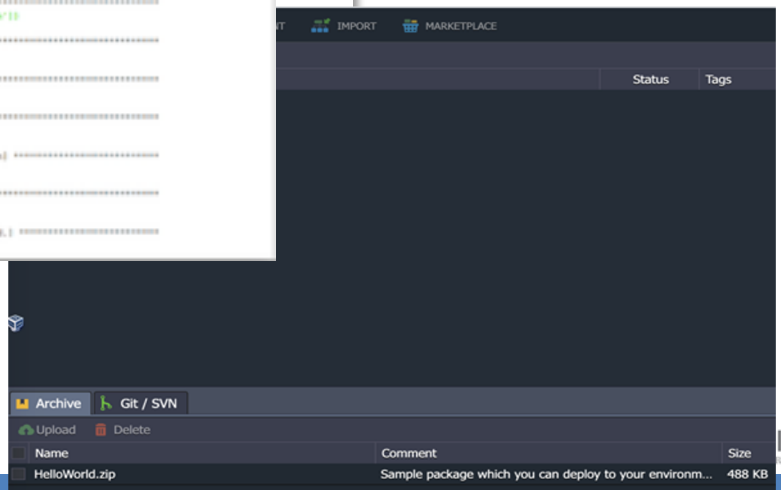 IMPORT MARKETPLACE
Status Tags
Archive Git / SVN
Upload Delete
Name Comment Size
HelloWorld.zip Sample package which you can deploy to your environm... 488 KB